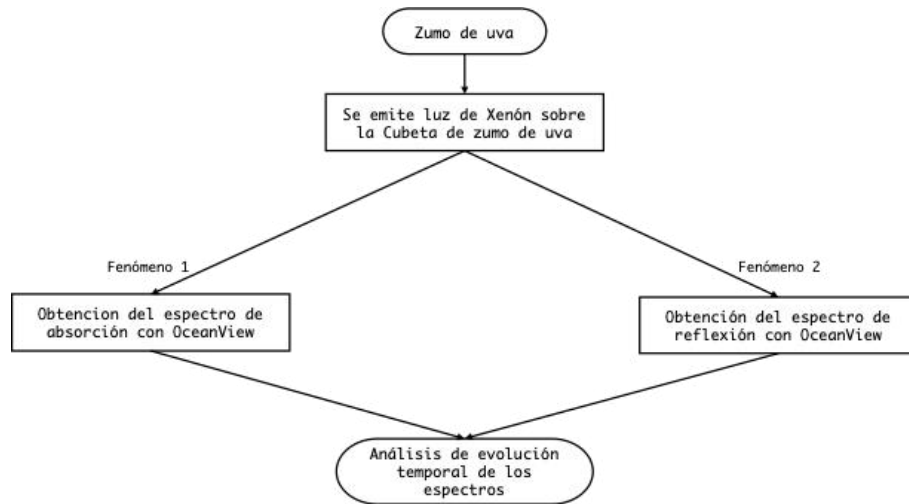 Zumo de uva
Se emite luz de Xenón sobre
la Cubeta de zumo de uva
Fenómeno 1
Fenómeno 2
Obtencion del espectro de
absorción con OceanView
Obtención del espectro de
reflexión con OceanView
Análisis de evolución
temporal de los
espectros